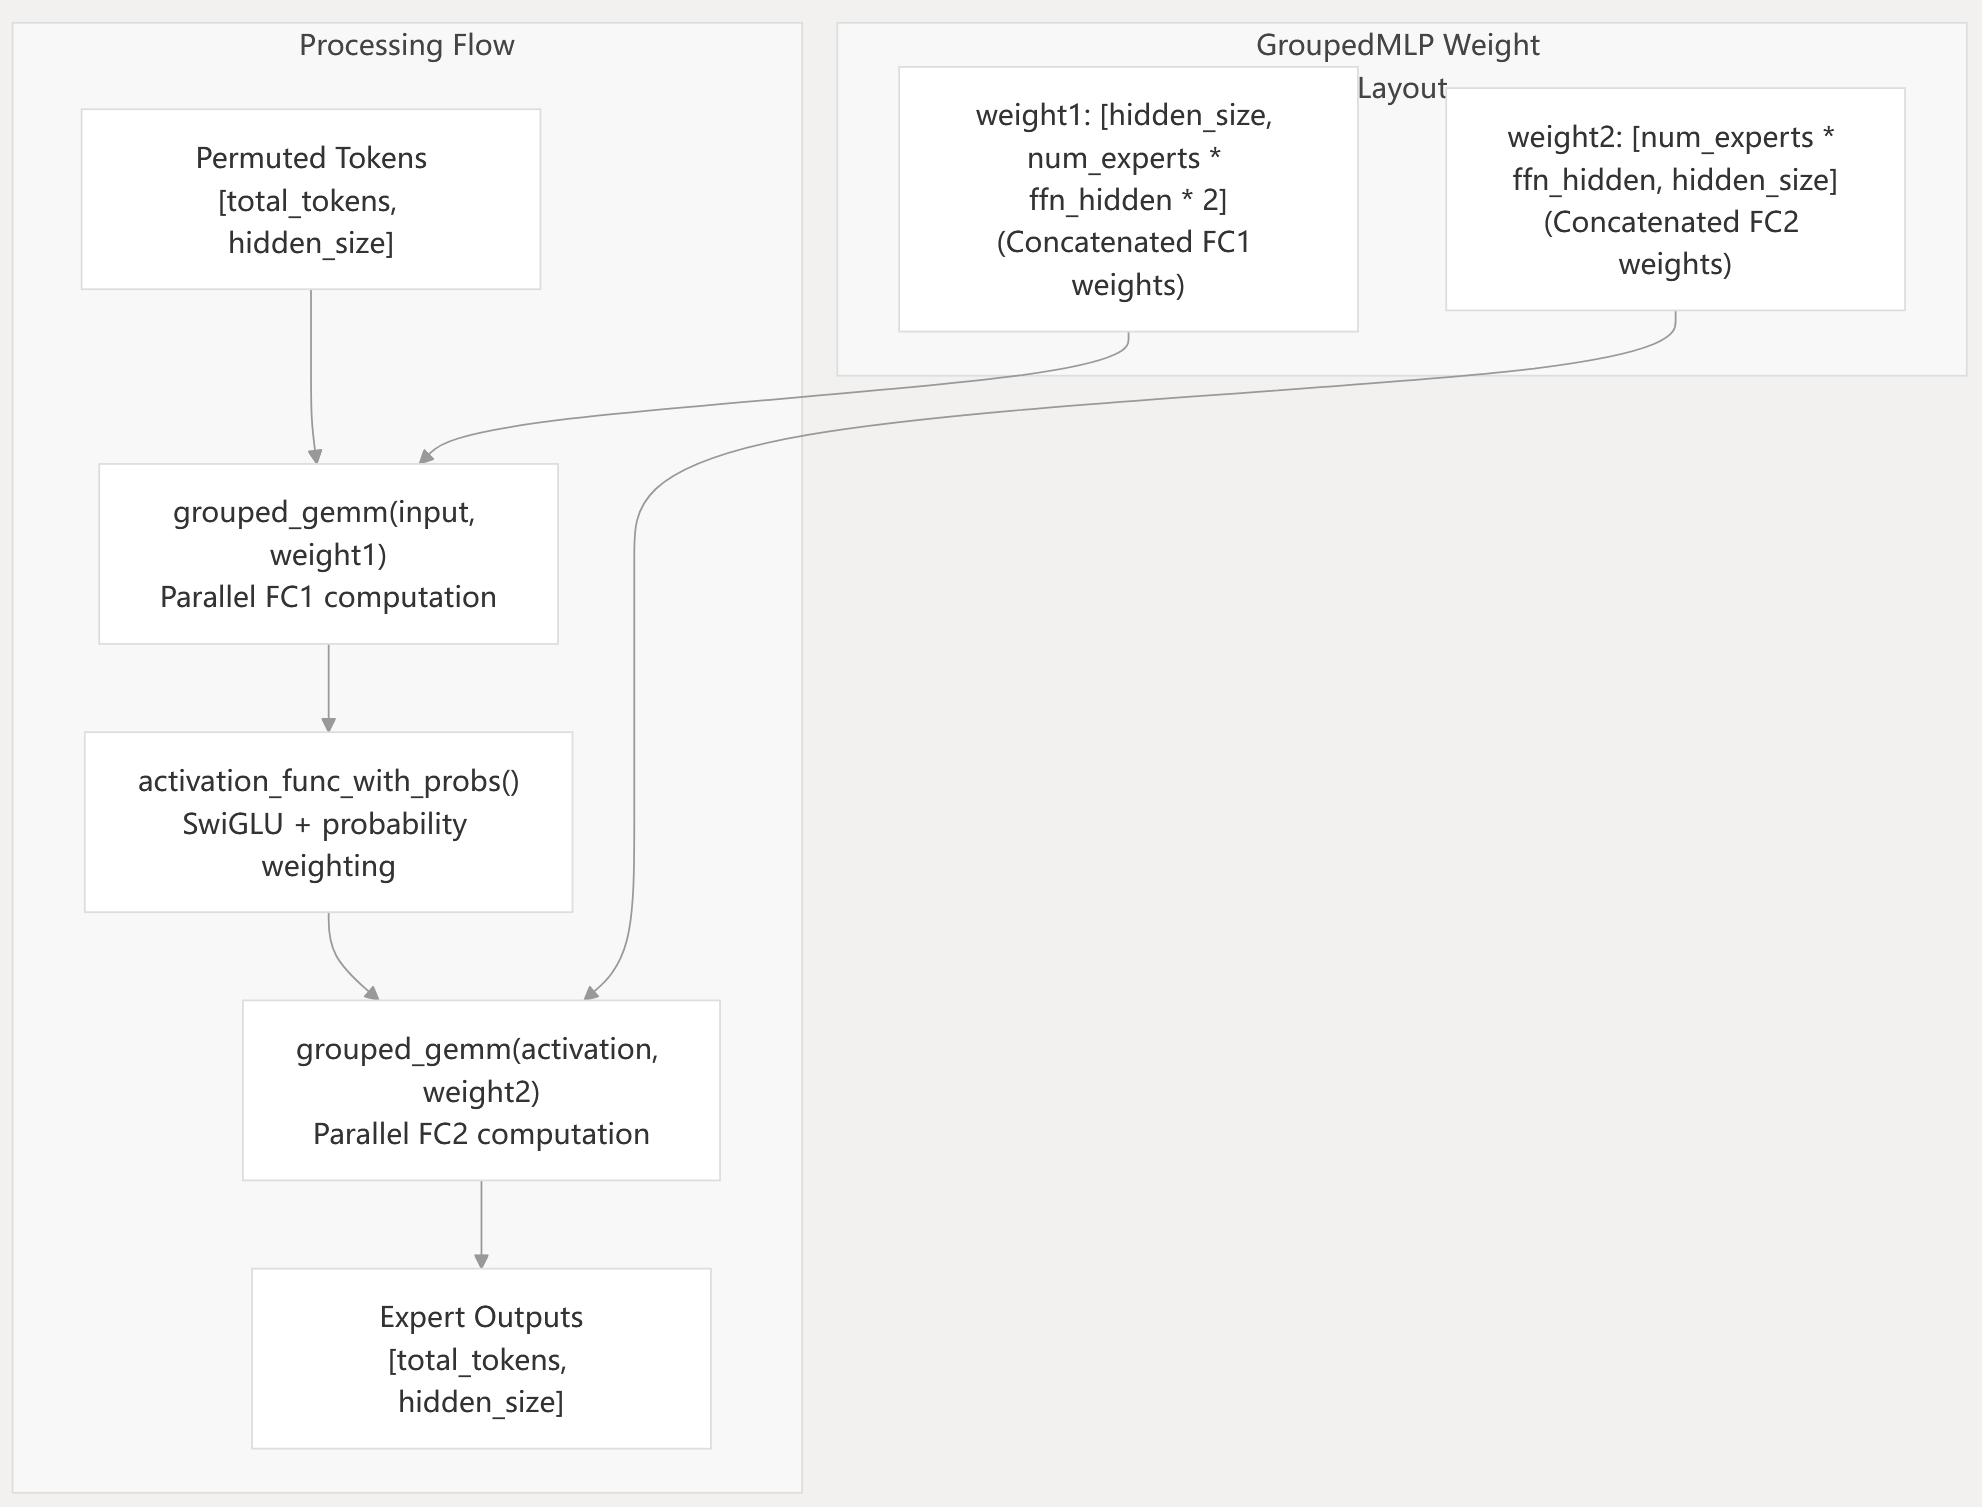 Processing Flow
Permuted Tokens
[total_tokens,
hidden_size]
grouped_gemm(input,
weight1)
Parallel FC1 computation
activation_func_with_probs()
SwiGLU + probability
weighting
grouped_gemm(activation,
weight2)
Parallel FC2 computation
Expert Outputs
[total_tokens,
hidden_size]
GroupedMLP Weight
Layout
weight1: [hidden_size,
num_experts *
ffn_hidden * 2]
(Concatenated FC1
weights)
weight2: [num_experts *
ffn_hidden, hidden_size]
(Concatenated FC2
weights)